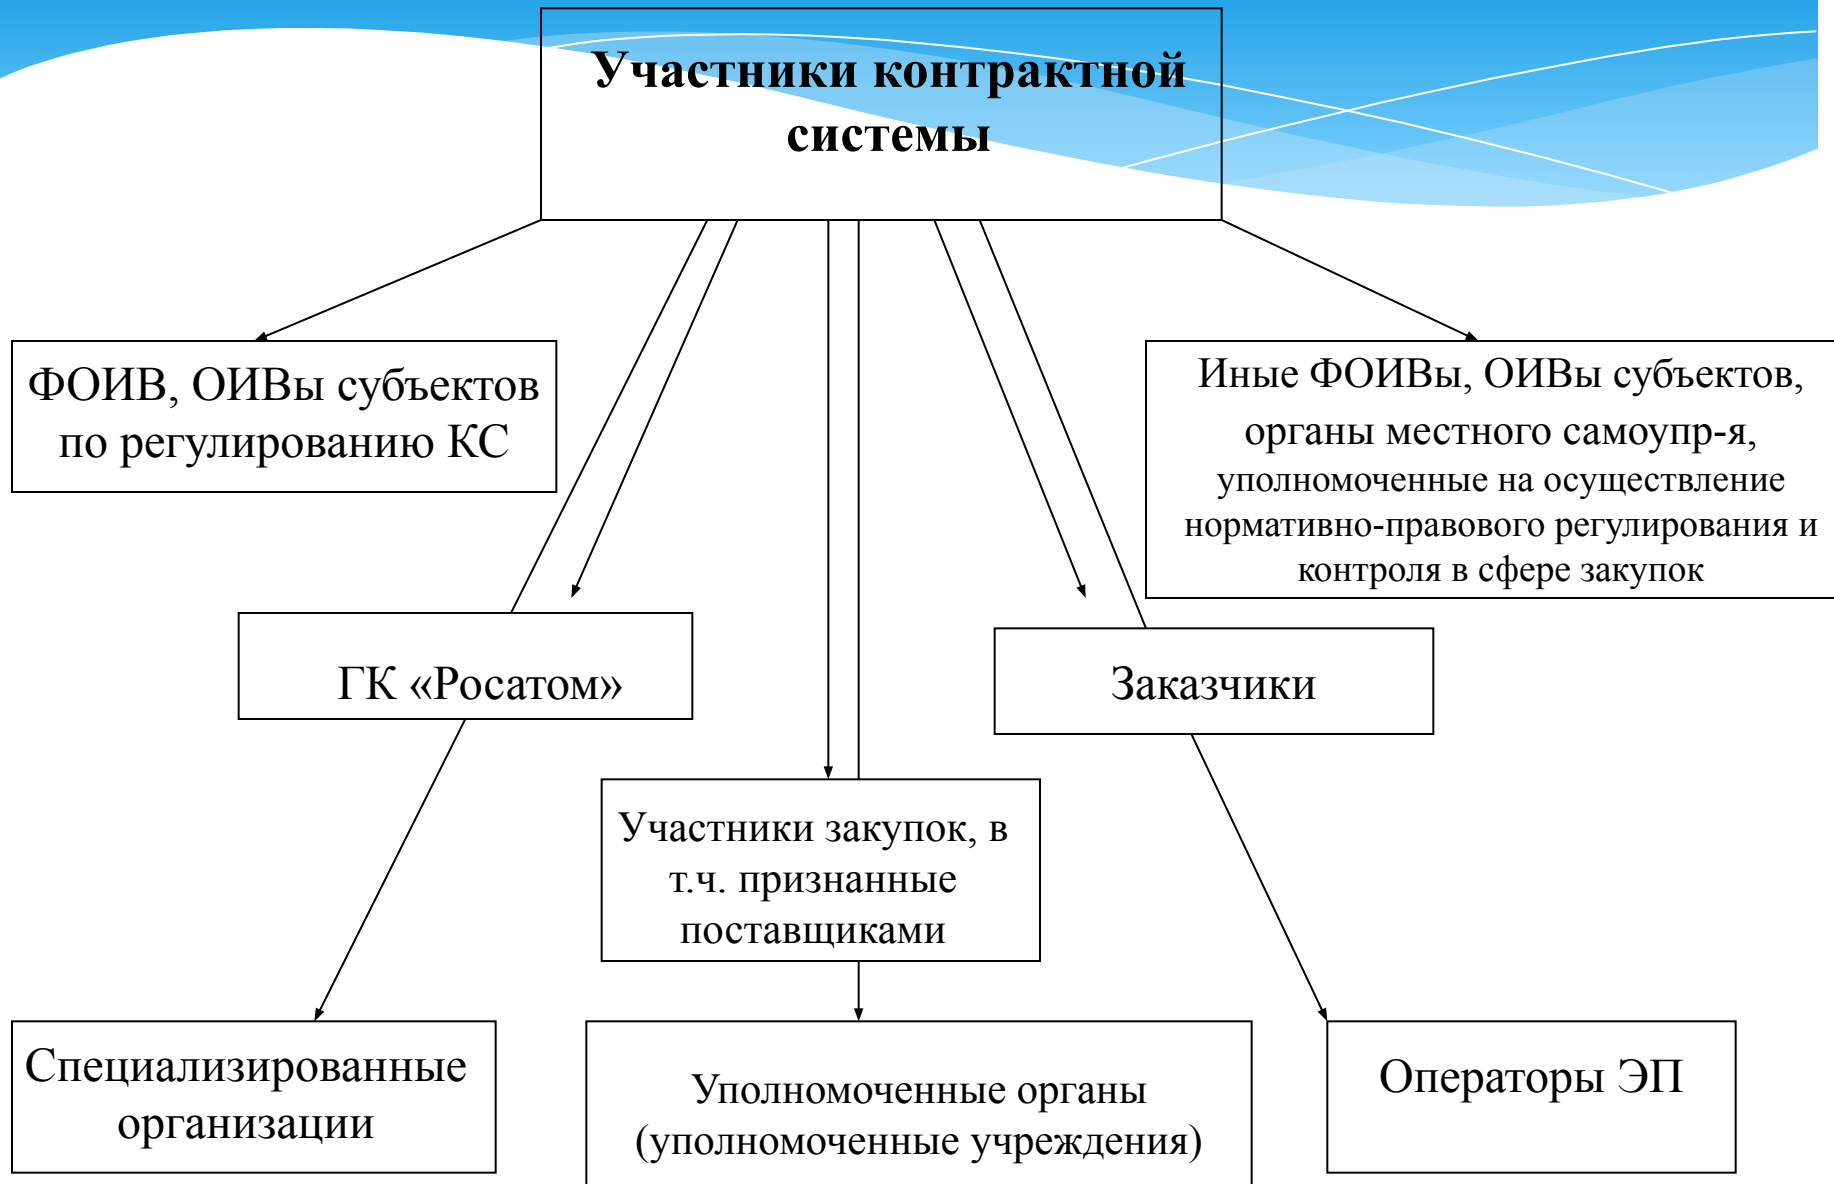 Участники контрактной
системы
ФОИВ, ОИВы субъектов
по регулированию КС
Иные ФОИВы, ОИВы субъектов,
органы местного самоупр-я,
уполномоченные на осуществление
нормативно-правового регулирования и
контроля в сфере закупок
ГК «Росатом»
Заказчики
Участники закупок, в
т.ч. признанные
поставщиками
Специализированные
организации
Уполномоченные органы
(уполномоченные учреждения)
Операторы ЭП